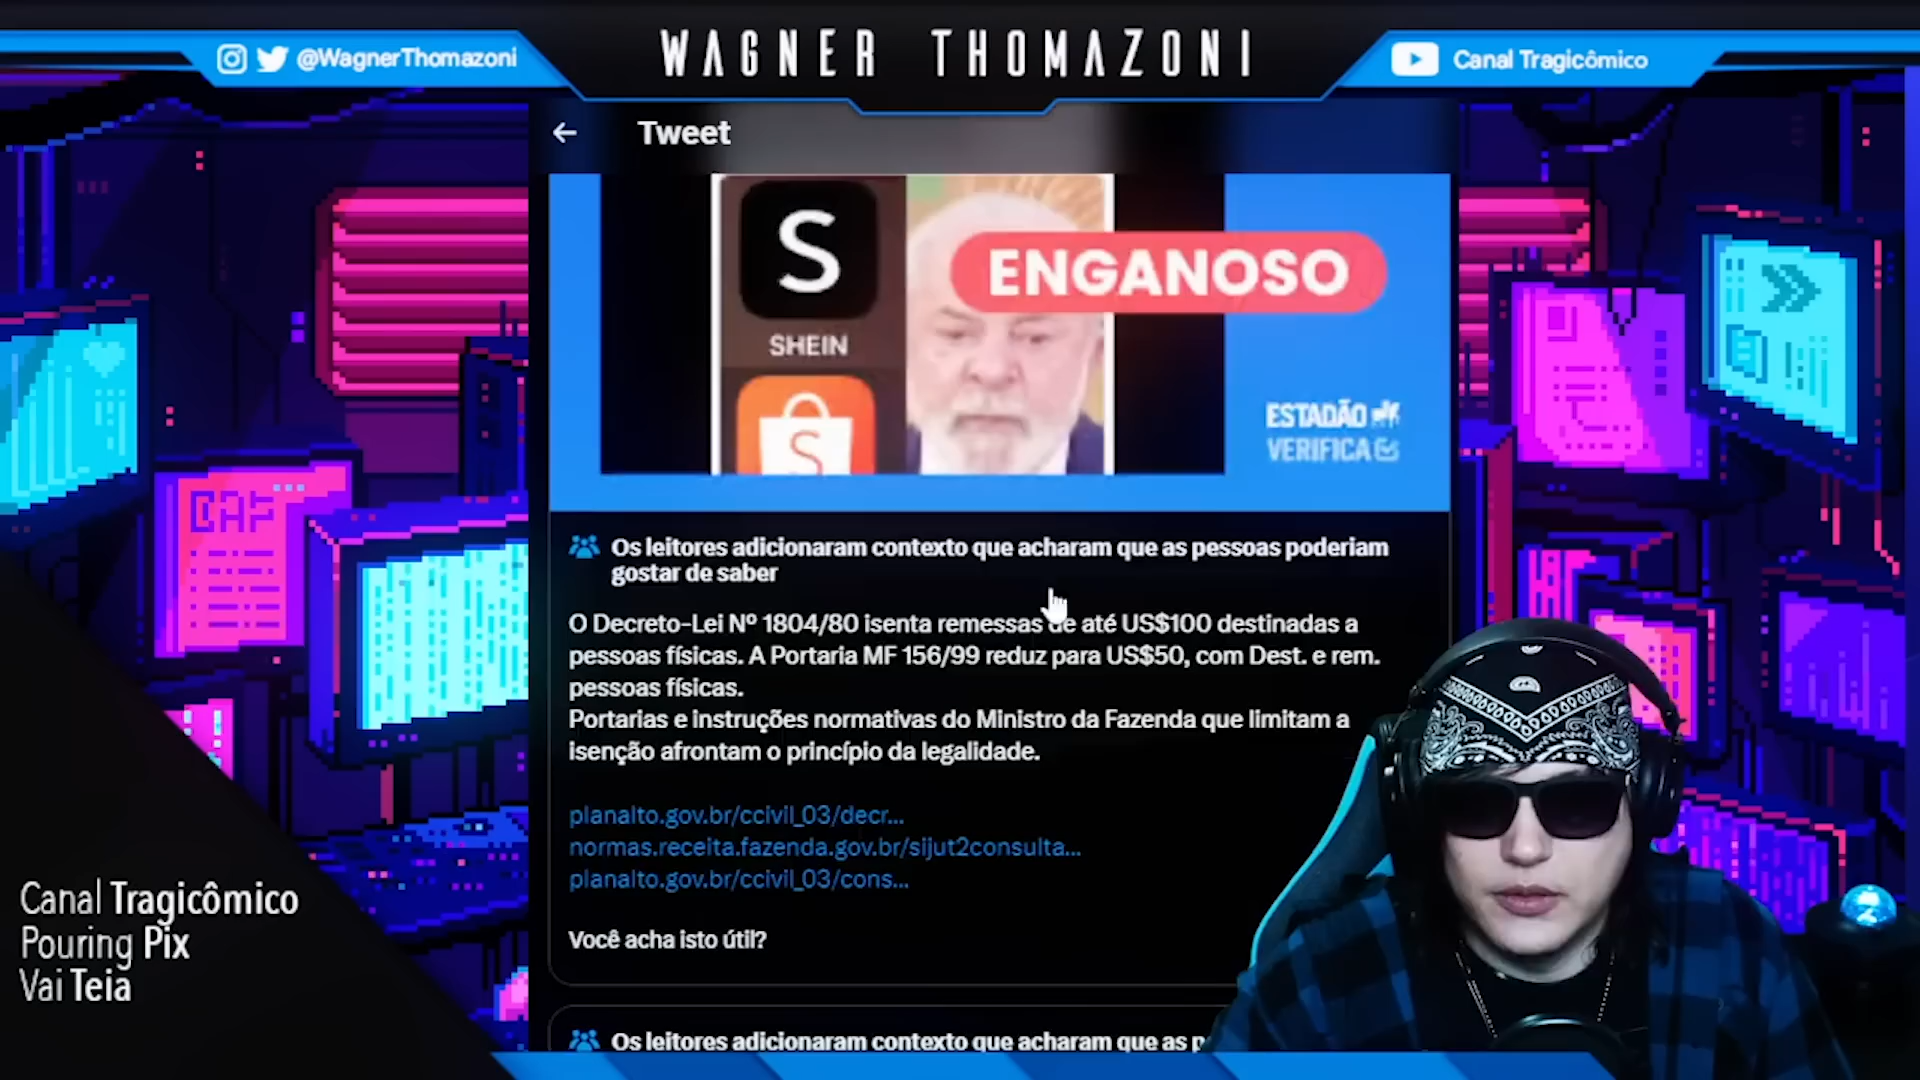 @WagnerThomazoni
WAGNER THOMAZONI
Canal Tragicômico
Tweet
S
SHEIN
S
ENGANOSO
ESTADÃO
VERIFICA
Os leitores adicionaram contexto que acharam que as pessoas poderiam
gostar de saber
O Decreto-Lei Nº 1804/80 isenta remessas de até US$100 destinadas a
pessoas físicas. A Portaria MF 156/99 reduz para US$50, com Dest. e rem.
pessoas físicas.
Portarias e instruções normativas do Ministro da Fazenda que limitam a
isenção afrontam o princípio da legalidade.
planalto.gov.br/ccivil_03/decr...
normas.receita.fazenda.gov.br/sijut2consulta...
planalto.gov.br/ccivil_03/cons...
Você acha isto útil?
Os leitores adicionaram contexto que acharam que as p
Canal Tragicômico
Pouring Pix
Vai Teia